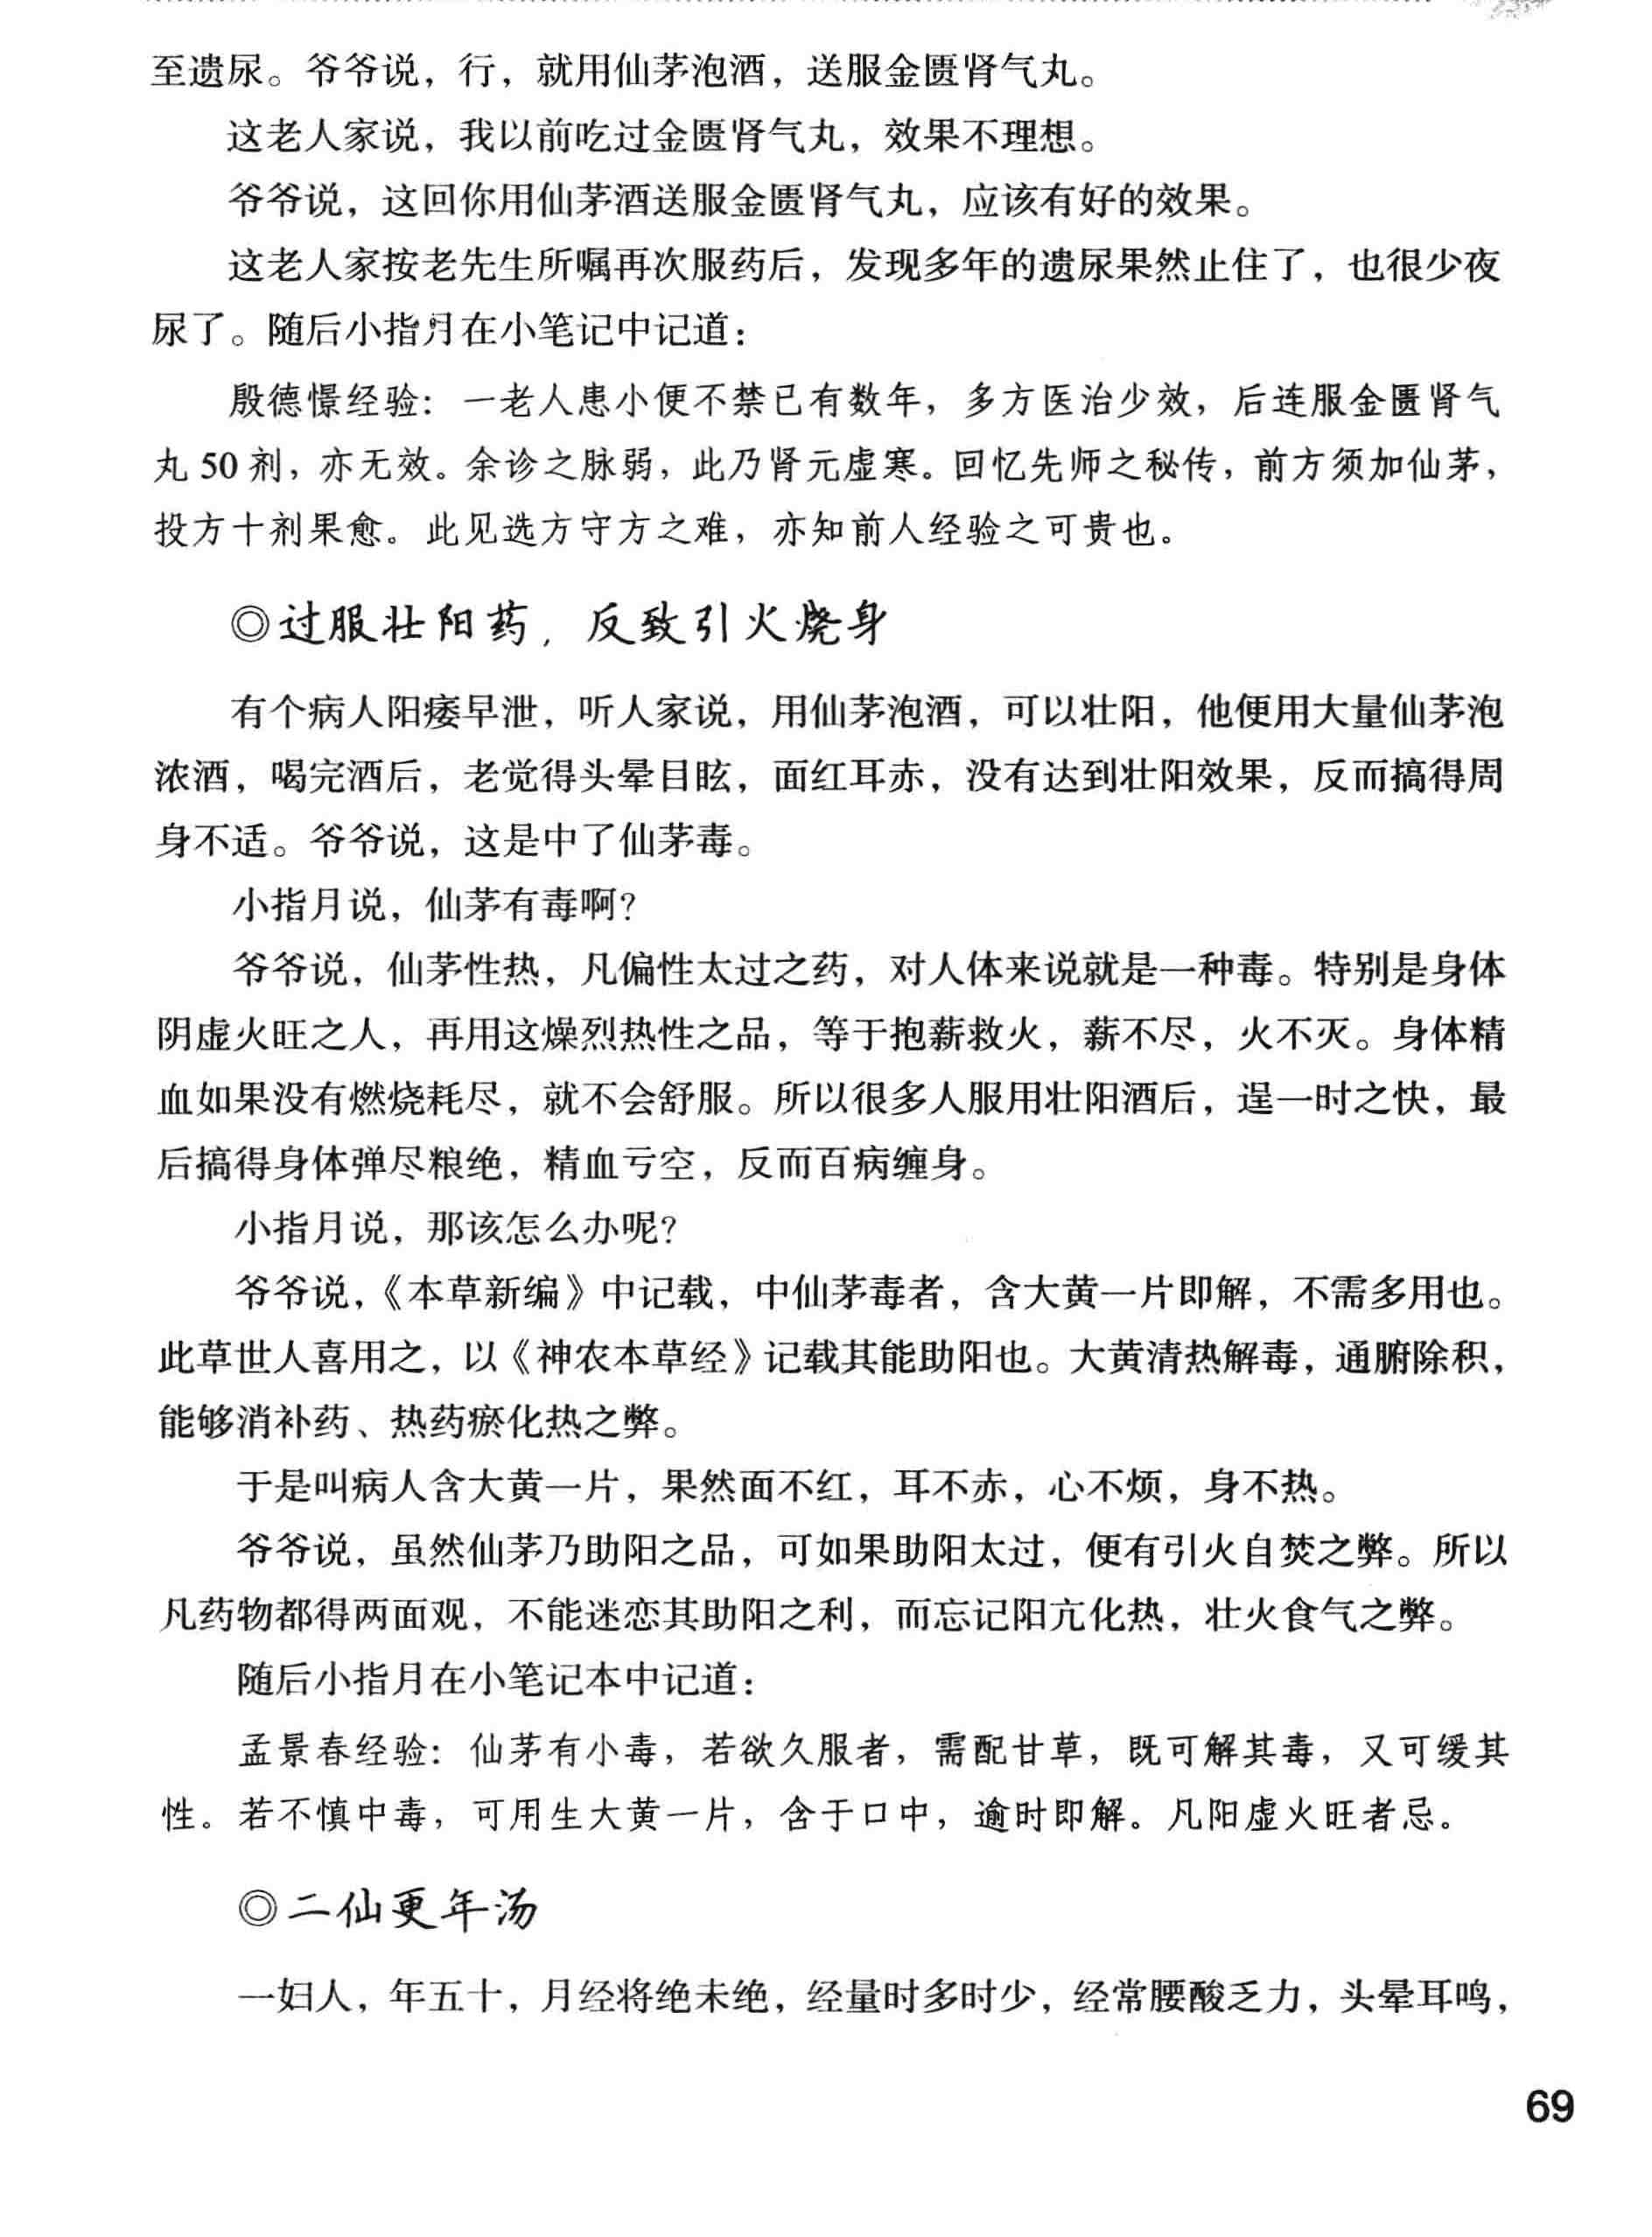 至遗尿。爷爷说，行，就用仙茅泡酒，送服金匮肾气丸。
这老人家说，我以前吃过金匮肾气丸，效果不理想。
爷爷说，这回你用仙茅酒送服金匮肾气丸，应该有好的效果。
这老人家按老先生所嘱再次服药后，发现多年的遗尿果然止住了，也很少夜
尿了。随后小指月在小笔记中记道：
殷德憬经验：一老人患小便不禁已有数年，多方医治少效，后连服金匮肾气
丸 50 剂，亦无效。余诊之脉弱，此乃肾元虚寒。回忆先师之秘传，前方须加仙茅，
投方十剂果愈。此见选方守方之难，亦知前人经验之可贵也。
◎过服壮阳药，反致引火烧身
有个病人阳痿早泄，听人家说，用仙茅泡酒，可以壮阳，他便用大量仙茅泡
浓酒，喝完酒后，老觉得头晕目眩，面红耳赤，没有达到壮阳效果，反而搞得周
身不适。爷爷说，这是中了仙茅毒。
小指月说，仙茅有毒啊？
爷爷说，仙茅性热，凡偏性太过之药，对人体来说就是一种毒。特别是身体
阴虚火旺之人，再用这燥烈热性之品，等于抱薪救火，薪不尽，火不灭。身体精
血如果没有燃烧耗尽，就不会舒服。所以很多人服用壮阳酒后，逞一时之快，最
后搞得身体弹尽粮绝，精血亏空，反而百病缠身。
小指月说，那该怎么办呢？
爷爷说，《本草新编》中记载，中仙茅毒者，含大黄一片即解，不需多用也。
此草世人喜用之，以《神农本草经》记载其能助阳也。大黄清热解毒，通腑除积，
能够消补药、热药瘀化热之弊。
于是叫病人含大黄一片，果然面不红，耳不赤，心不烦，身不热。
爷爷说，虽然仙茅乃助阳之品，可如果助阳太过，便有引火自焚之弊。所以
凡药物都得两面观，不能迷恋其助阳之利，而忘记阳亢化热，壮火食气之弊。
随后小指月在小笔记本中记道：
孟景春经验：仙茅有小毒，若欲久服者，需配甘草，既可解其毒，又可缓其
性。若不慎中毒，可用生大黄一片，含于口中，逾时即解。凡阳虚火旺者忌。
◎二仙更年汤
一妇人，年五十，月经将绝未绝，经量时多时少，经常腰酸乏力，头晕耳鸣，
69